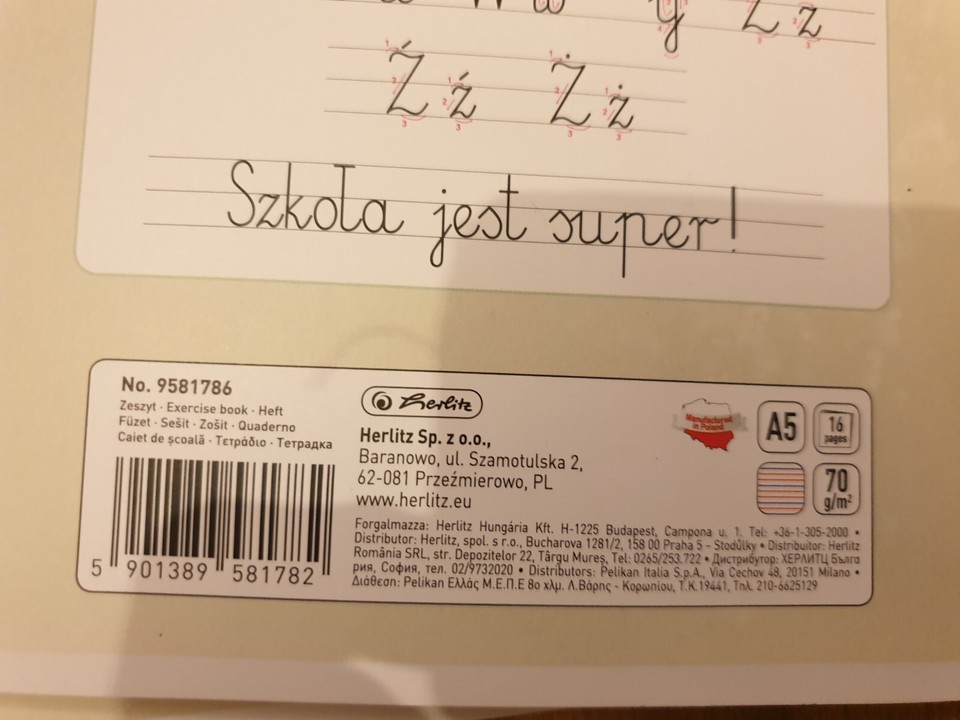 W w y Z z
Ź ź Ż ż
Szkoła jest super!
No. 9581786
Zeszyt · Exercise book · Heft
Füzet · Sešit · Zošit · Quaderno
Caiet de școală · Τετράδιο · Тетрадка
5 901389 581782
herlitz
Herlitz Sp. z o.o.,
Baranowo, ul. Szamotulska 2,
62-081 Przeźmierowo, PL
www.herlitz.eu
Manufactured
in Poland
A5
16
pages
70
g/m²
Forgalmazza: Herlitz Hungária Kft. H-1225 Budapest, Campona u. 1. Tel: +36-1-305-2000 •
Distributor: Herlitz, spol. s r.o., Bucharova 1281/2, 158 00 Praha 5 - Stodůlky • Distribuitor: Herlitz
România SRL, str. Depozitelor 22, Târgu Mureș, Tel: 0265/253.722 • Дистрибутор: ХЕРЛИТЦ Бълга
рия, София, тел. 02/9732020 • Distributors: Pelikan Italia S.p.A., Via Cechov 48, 20151 Milano •
Διάθεση: Pelikan Ελλάς Μ.Ε.Π.Ε 8ο χλμ. Λ.Βάρης - Κορωπίου, Τ.Κ.19441, Τηλ. 210-6625129